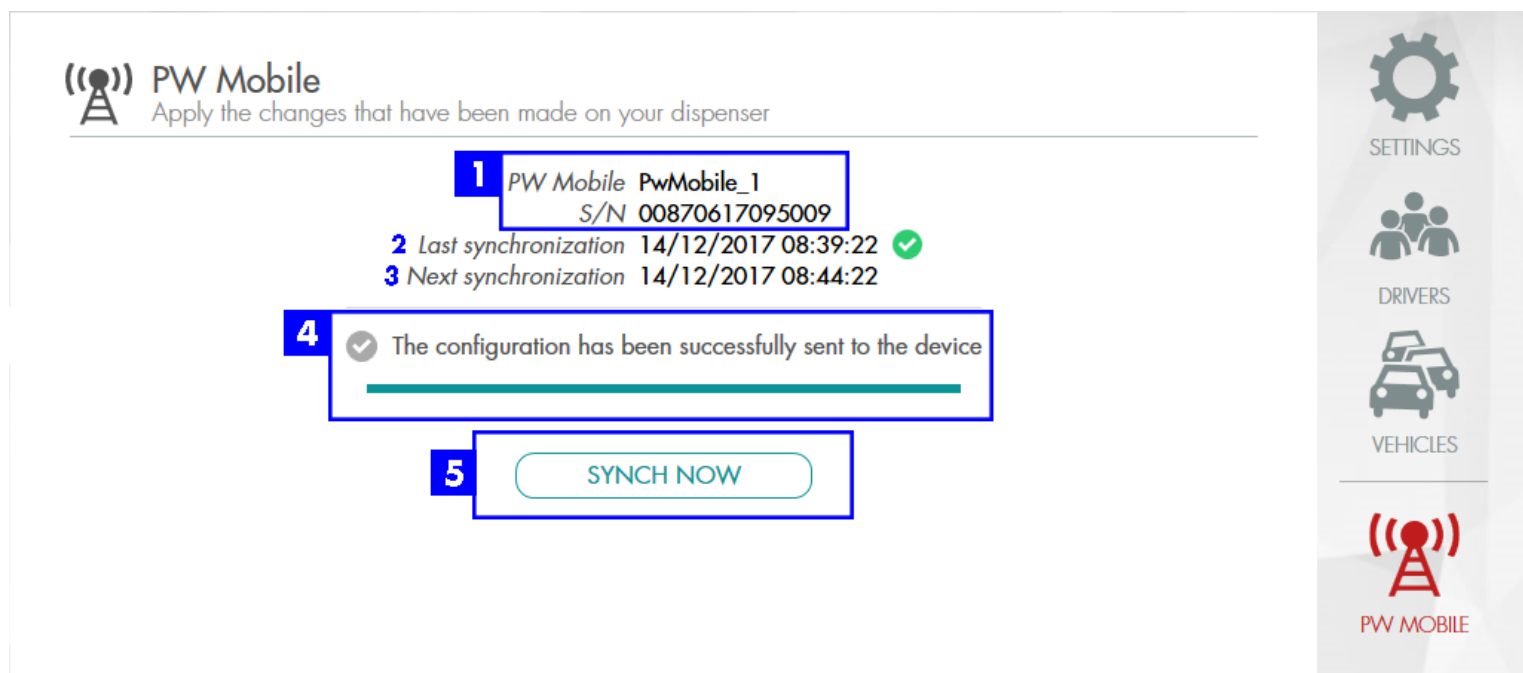 PW Mobile
Apply the changes that have been made on your dispenser
1
PW Mobile PwMobile_1
S/N 00870617095009
2 Last synchronization 14/12/2017 08:39:22
3 Next synchronization 14/12/2017 08:44:22
4
The configuration has been successfully sent to the device
5
SYNCH NOW
SETTINGS
DRIVERS
VEHICLES
PW MOBILE